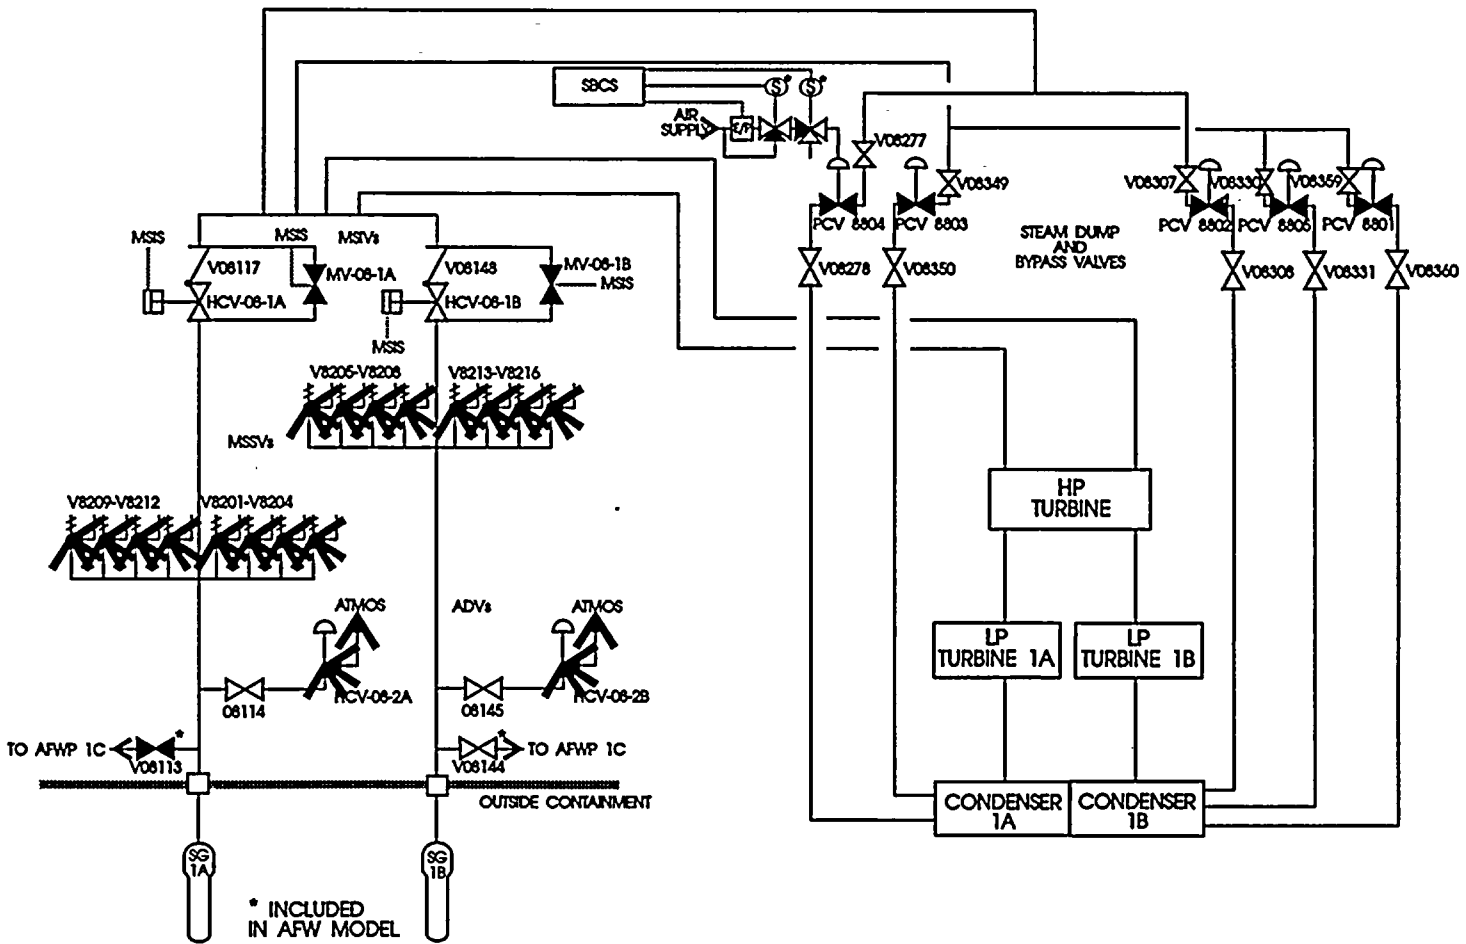 SBCS
S*
S*
AIR
SUPPLY
E/P
V08277
V08349
V08307
V08330
V08359
PCV 8804
PCV 8803
PCV 8802
PCV 8805
PCV 8801
STEAM DUMP
AND
BYPASS VALVES
V08278
V08350
V08308
V08331
V08360
MSIS
MSIS
MSIVs
V08117
MV-08-1A
V08148
MV-08-1B
MSIS
HCV-08-1A
HCV-08-1B
MSIS
V8205-V8208
V8213-V8216
MSSVs
V8209-V8212
V8201-V8204
HP
TURBINE
ATMOS
ADVs
ATMOS
LP
TURBINE 1A
LP
TURBINE 1B
HCV-08-2A
HCV-08-2B
08114
08145
TO AFWP 1C
*
V08113
*
TO AFWP 1C
V08144
OUTSIDE CONTAINMENT
CONDENSER
1A
CONDENSER
1B
SG
1A
SG
1B
* INCLUDED
IN AFW MODEL